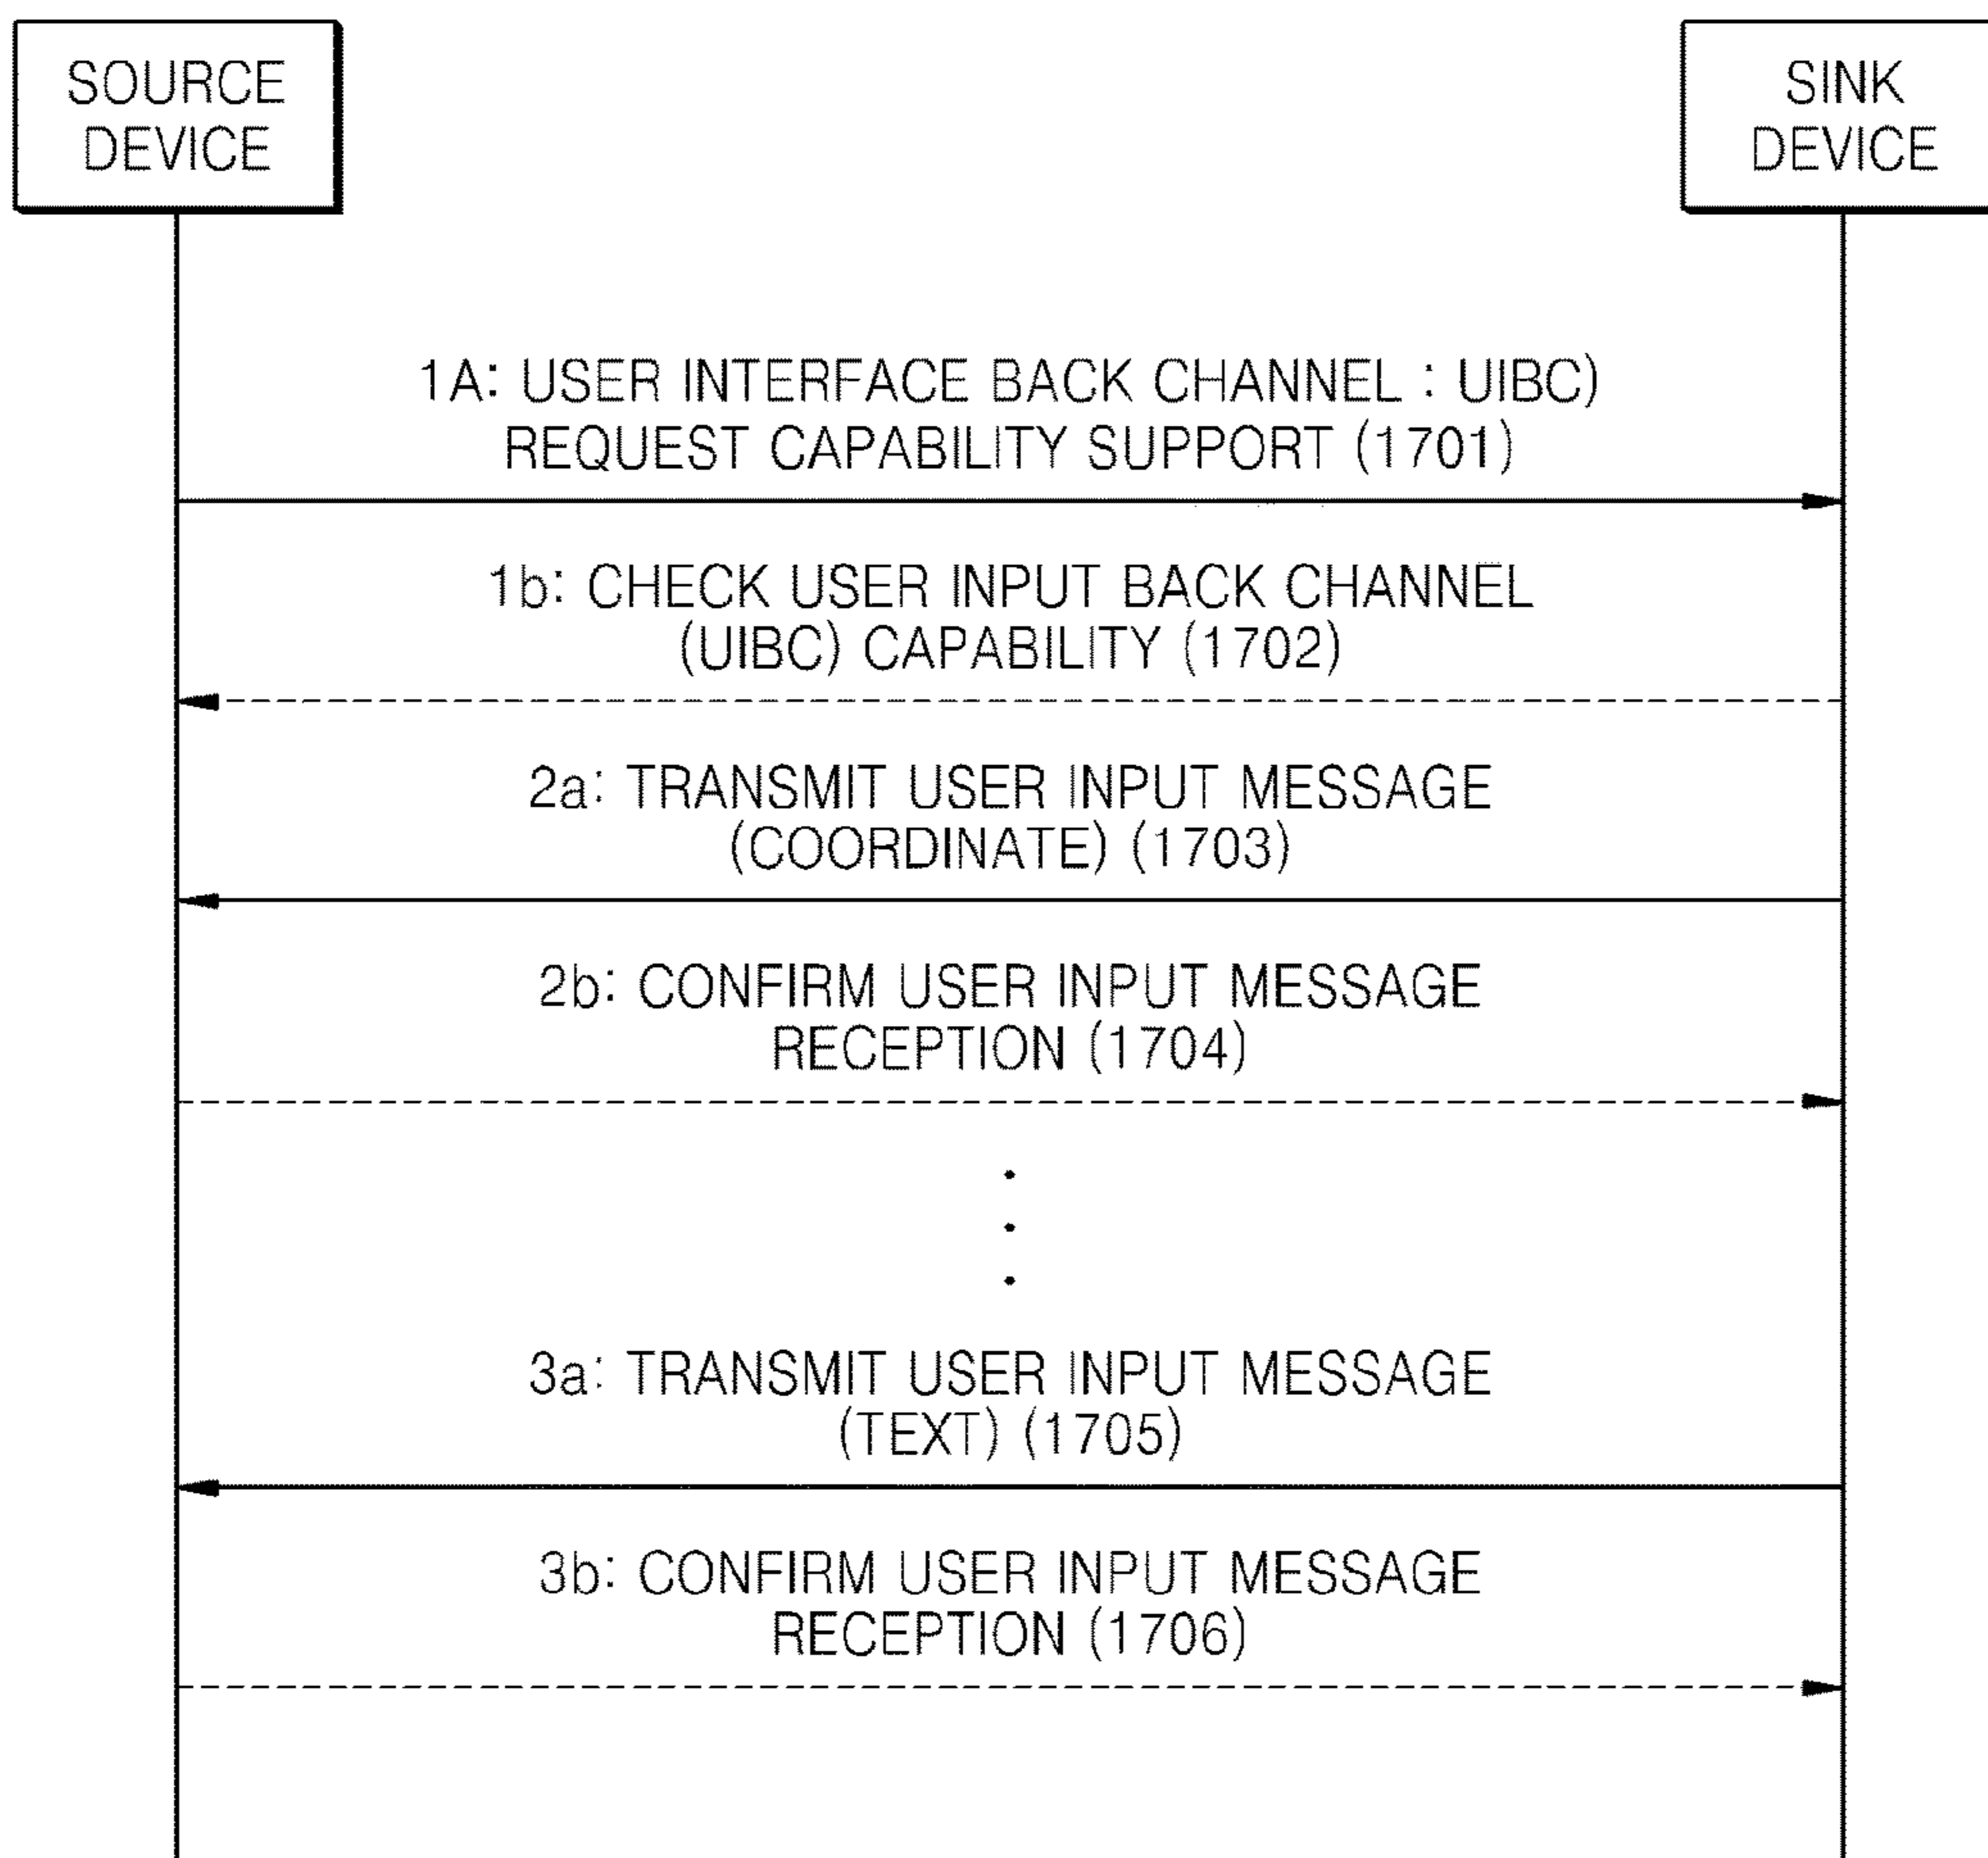 SOURCE
DEVICE
SINK
DEVICE
1A: USER INTERFACE BACK CHANNEL : UIBC)
REQUEST CAPABILITY SUPPORT (1701)
1b: CHECK USER INPUT BACK CHANNEL
(UIBC) CAPABILITY (1702)
2a: TRANSMIT USER INPUT MESSAGE
(COORDINATE) (1703)
2b: CONFIRM USER INPUT MESSAGE
RECEPTION (1704)
3a: TRANSMIT USER INPUT MESSAGE
(TEXT) (1705)
3b: CONFIRM USER INPUT MESSAGE
RECEPTION (1706)